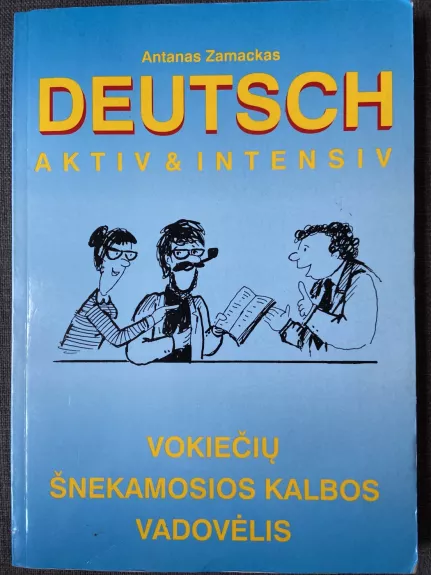 Antanas Zamackas
DEUTSCH
AKTIV & INTENSIV
VOKIEČIŲ
ŠNEKAMOSIOS KALBOS
VADOVĖLIS